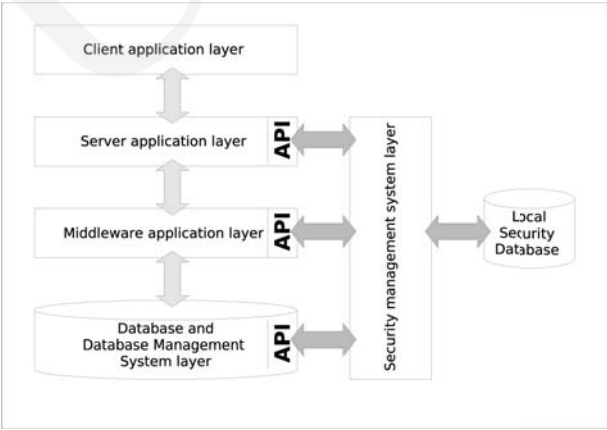 Client application layer
Server application layer
API
Middleware application layer
API
Database and
Database Management
System layer
API
Security management system layer
Local
Security
Database